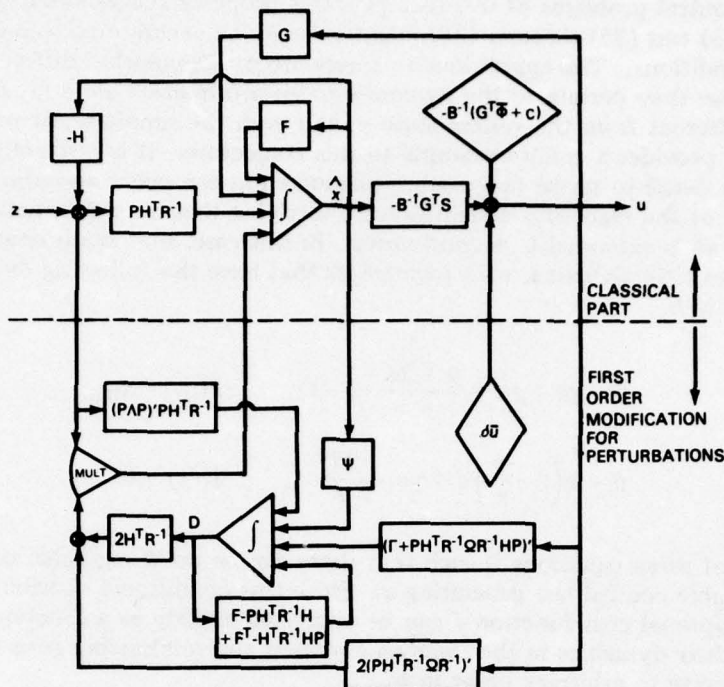 G
-H
F
-B⁻¹(GᵀΦ̄ + C)
z
PHᵀR⁻¹
∫
x̂
-B⁻¹GᵀS
u
CLASSICAL
PART
FIRST
ORDER
MODIFICATION
FOR
PERTURBATIONS
(PΛP)′PHᵀR⁻¹
dū
MULT
Ψ
2HᵀR⁻¹
D
∫
(Γ+PHᵀR⁻¹ΩR⁻¹HP)′
F-PHᵀR⁻¹H
+ Fᵀ-HᵀR⁻¹HP
2(PHᵀR⁻¹ΩR⁻¹)′